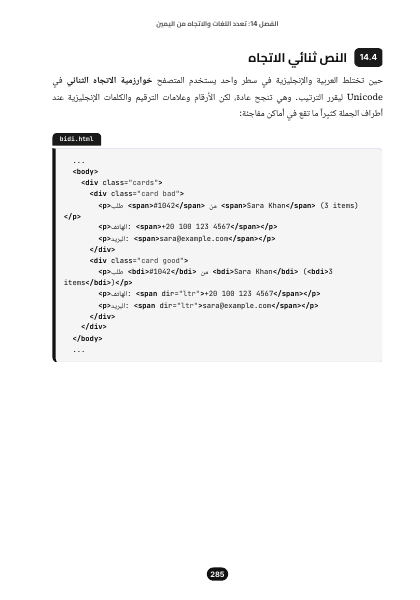 الفصل 14: تعدد اللغات والاتجاه من اليمين
14.4 النص ثنائي الاتجاه
حين تختلط العربية والإنجليزية في سطر واحد يستخدم المتصفح خوارزمية الاتجاه الثنائي في
Unicode ليقرر الترتيب. وهي تنجح عادة، لكن الأرقام وعلامات الترقيم والكلمات الإنجليزية عند
أطراف الجملة كثيراً ما تقع في أماكن مفاجئة:
bidi.html
...
<body>
<div class="cards">
<div class="card bad">
<p>طلب <span>#1042</span> من <span>Sara Khan</span> (3 items)
</p>
<p>الهاتف: <span>+20 100 123 4567</span></p>
<p>البريد: <span>sara@example.com</span></p>
</div>
<div class="card good">
<p>طلب <bdi>#1042</bdi> من <bdi>Sara Khan</bdi> (<bdi>3
items</bdi>)</p>
<p>الهاتف: <span dir="ltr">+20 100 123 4567</span></p>
<p>البريد: <span dir="ltr">sara@example.com</span></p>
</div>
</div>
</body>
...
285